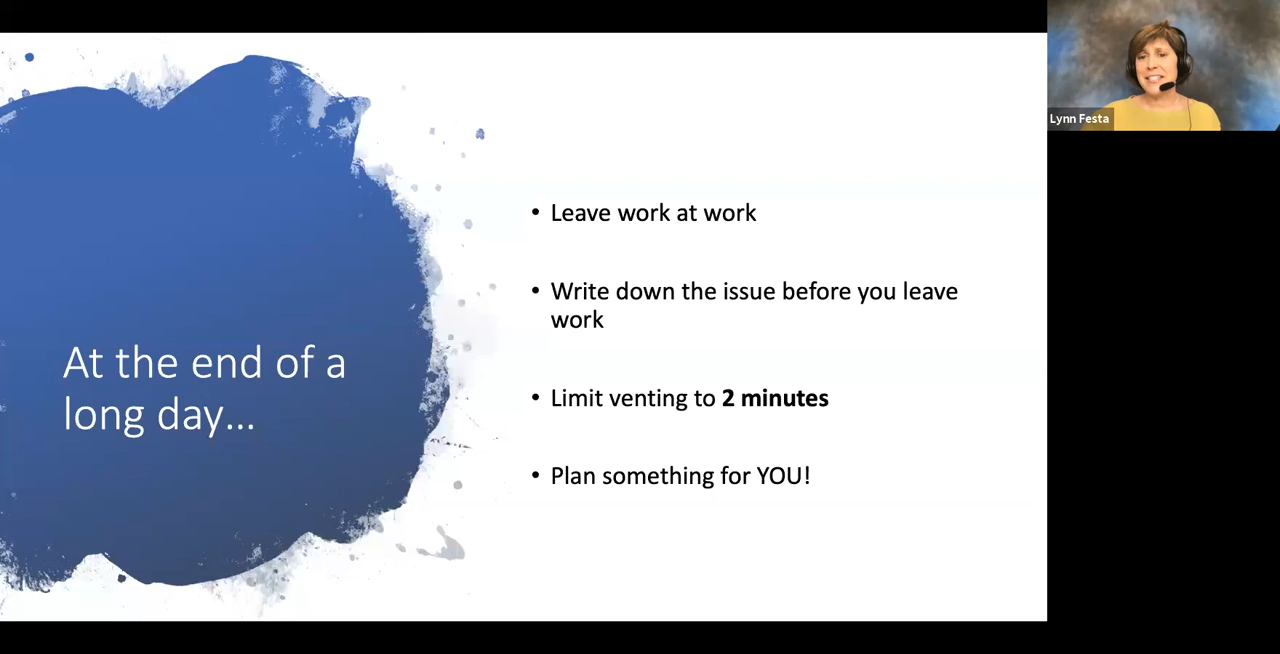 At the end of a
long day...
• Leave work at work
• Write down the issue before you leave
work
• Limit venting to 2 minutes
• Plan something for YOU!
Lynn Festa